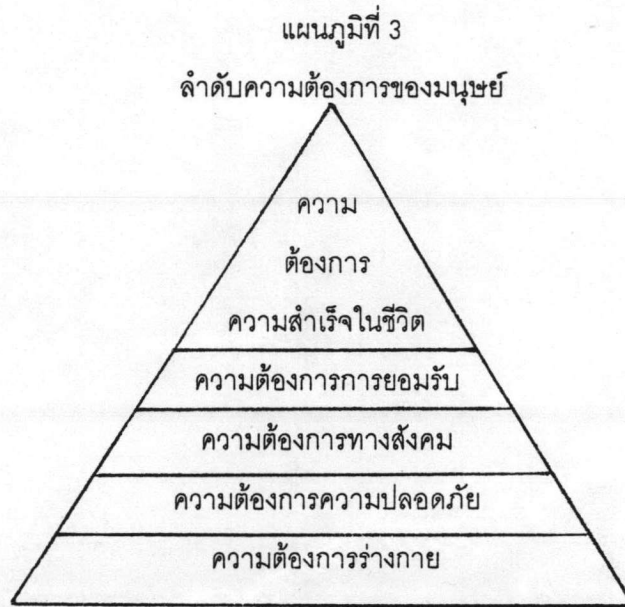 แผนภูมิที่ 3
ลำดับความต้องการของมนุษย์
ความ
ต้องการ
ความสำเร็จในชีวิต
ความต้องการการยอมรับ
ความต้องการทางสังคม
ความต้องการความปลอดภัย
ความต้องการร่างกาย